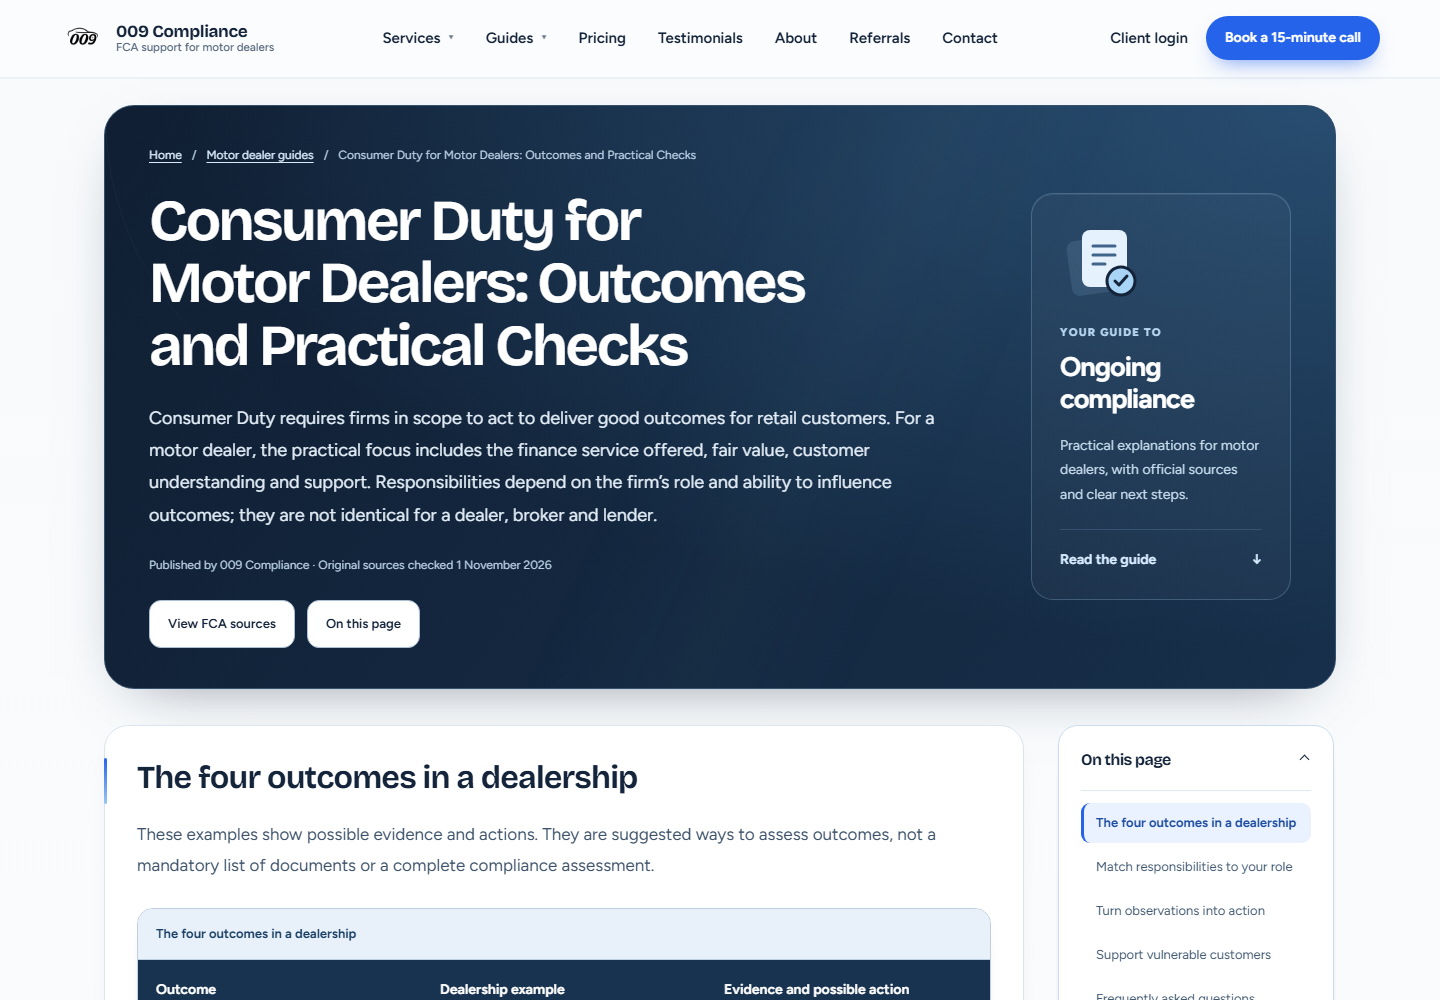 009
009 Compliance
FCA support for motor dealers
Services
Guides
Pricing
Testimonials
About
Referrals
Contact
Client login
Book a 15-minute call
Home / Motor dealer guides / Consumer Duty for Motor Dealers: Outcomes and Practical Checks
Consumer Duty for
Motor Dealers: Outcomes
and Practical Checks
Consumer Duty requires firms in scope to act to deliver good outcomes for retail customers. For a
motor dealer, the practical focus includes the finance service offered, fair value, customer
understanding and support. Responsibilities depend on the firm’s role and ability to influence
outcomes; they are not identical for a dealer, broker and lender.
Published by 009 Compliance · Original sources checked 1 November 2026
View FCA sources
On this page
YOUR GUIDE TO
Ongoing
compliance
Practical explanations for motor
dealers, with official sources
and clear next steps.
Read the guide ↓
The four outcomes in a dealership
These examples show possible evidence and actions. They are suggested ways to assess outcomes, not a
mandatory list of documents or a complete compliance assessment.
The four outcomes in a dealership
Outcome
Dealership example
Evidence and possible action
On this page
The four outcomes in a dealership
Match responsibilities to your role
Turn observations into action
Support vulnerable customers
Frequently asked questions